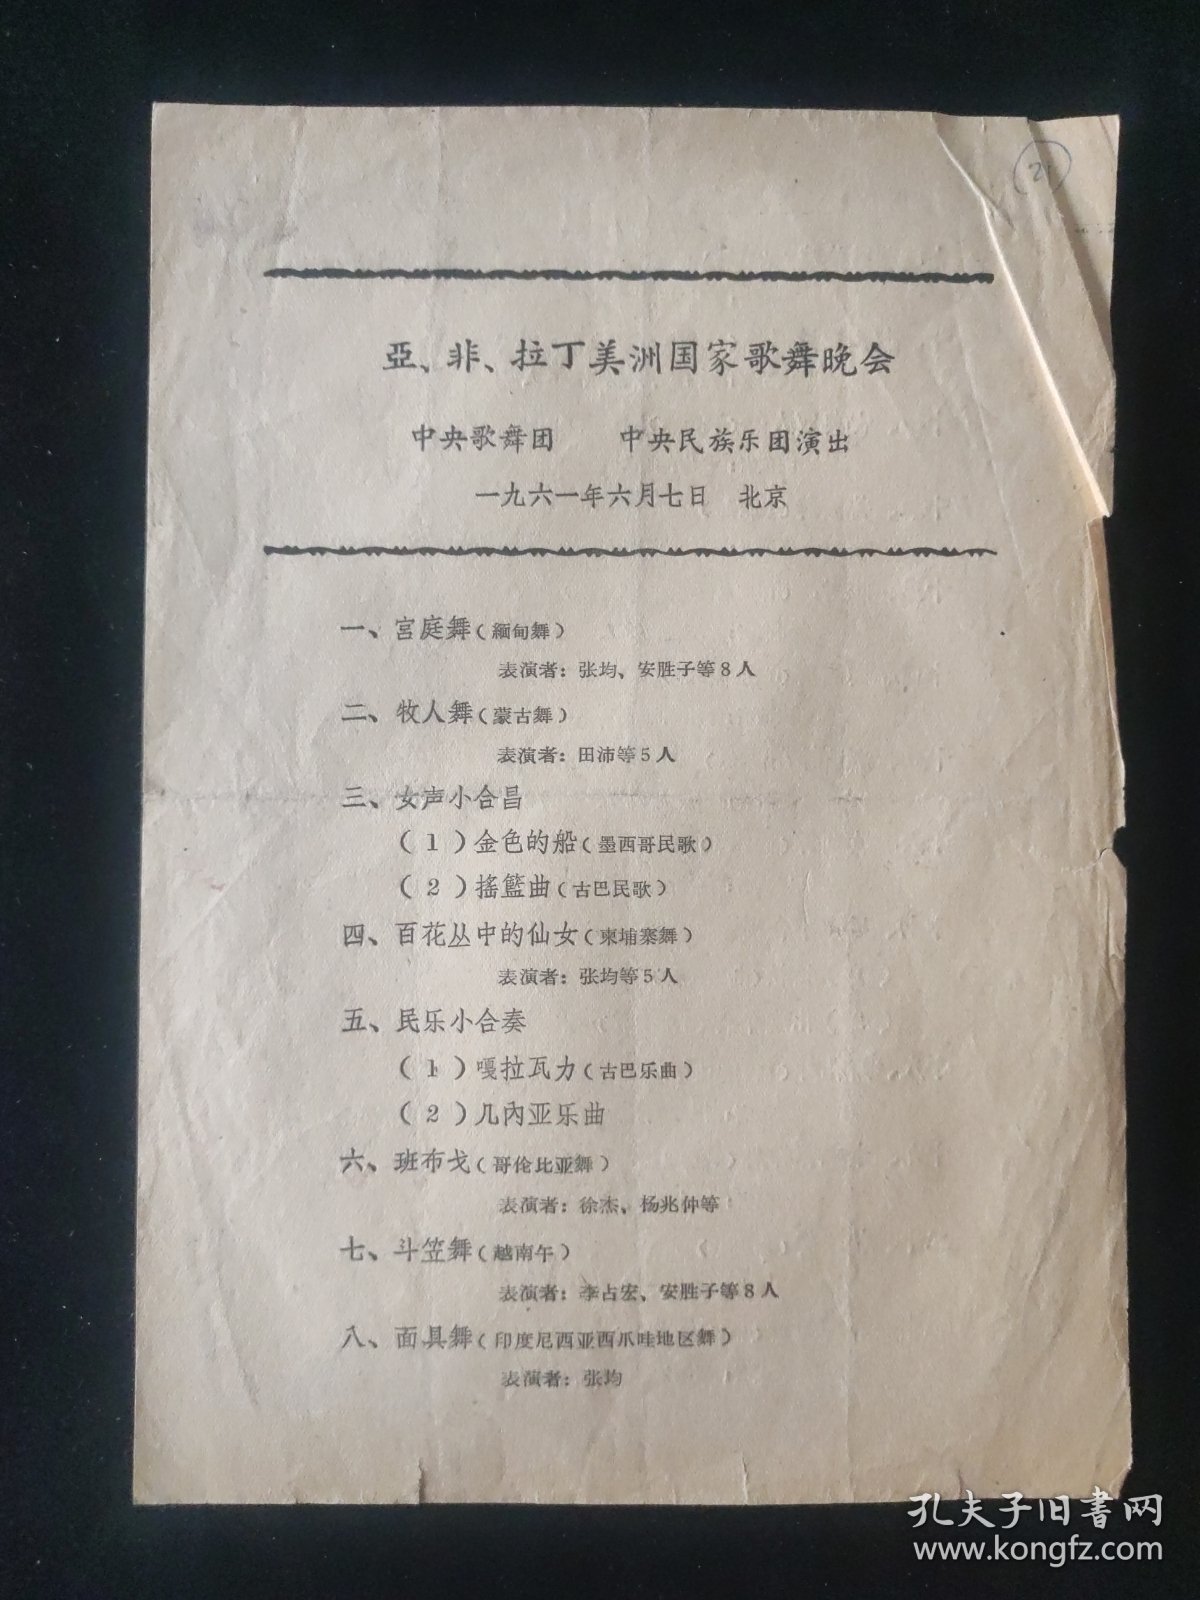 21
亞、非、拉丁美洲国家歌舞晚会
中央歌舞团　　中央民族乐团演出
一九六一年六月七日　北京
一、宫庭舞(緬甸舞)
表演者：张均、安胜子等8人
二、牧人舞(蒙古舞)
表演者：田沛等5人
三、女声小合昌
(1)金色的船(墨西哥民歌)
(2)搖籃曲(古巴民歌)
四、百花丛中的仙女(柬埔寨舞)
表演者：张均等5人
五、民乐小合奏
(1)嘎拉瓦力(古巴乐曲)
(2)几內亚乐曲
六、班布戈(哥伦比亚舞)
表演者：徐杰、杨兆仲等
七、斗笠舞(越南午)
表演者：李占宏、安胜子等8人
八、面具舞(印度尼西亚西爪哇地区舞)
表演者：张均
孔夫子旧书网
www.kongfz.com